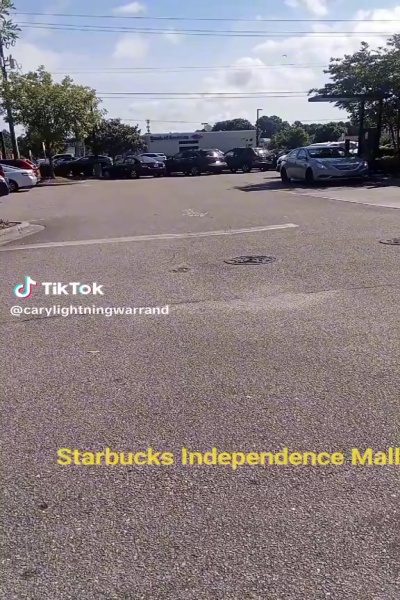 TikTok
@carylightningwarrand
Starbucks Independence Mall